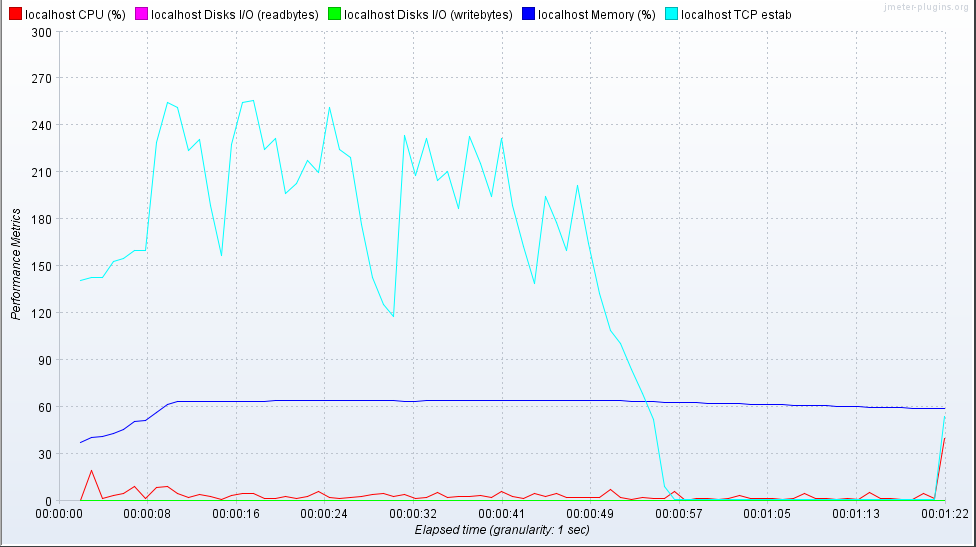 localhost CPU (%) localhost Disks I/O (readbytes) localhost Disks I/O (writebytes) localhost Memory (%) localhost TCP estab
jmeter-plugins.org
300
270
240
210
180
150
120
90
60
30
0
Performance Metrics
00:00:00 00:00:08 00:00:16 00:00:24 00:00:32 00:00:41 00:00:49 00:00:57 00:01:05 00:01:13 00:01:22
Elapsed time (granularity: 1 sec)